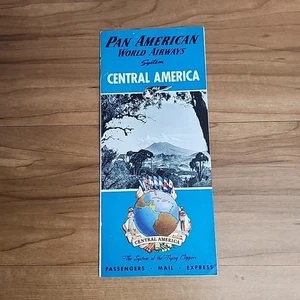 PAN AMERICAN
WORLD AIRWAYS
System
CENTRAL AMERICA
CENTRAL AMERICA
The System of the Flying Clippers
PASSENGERS • MAIL • EXPRESS